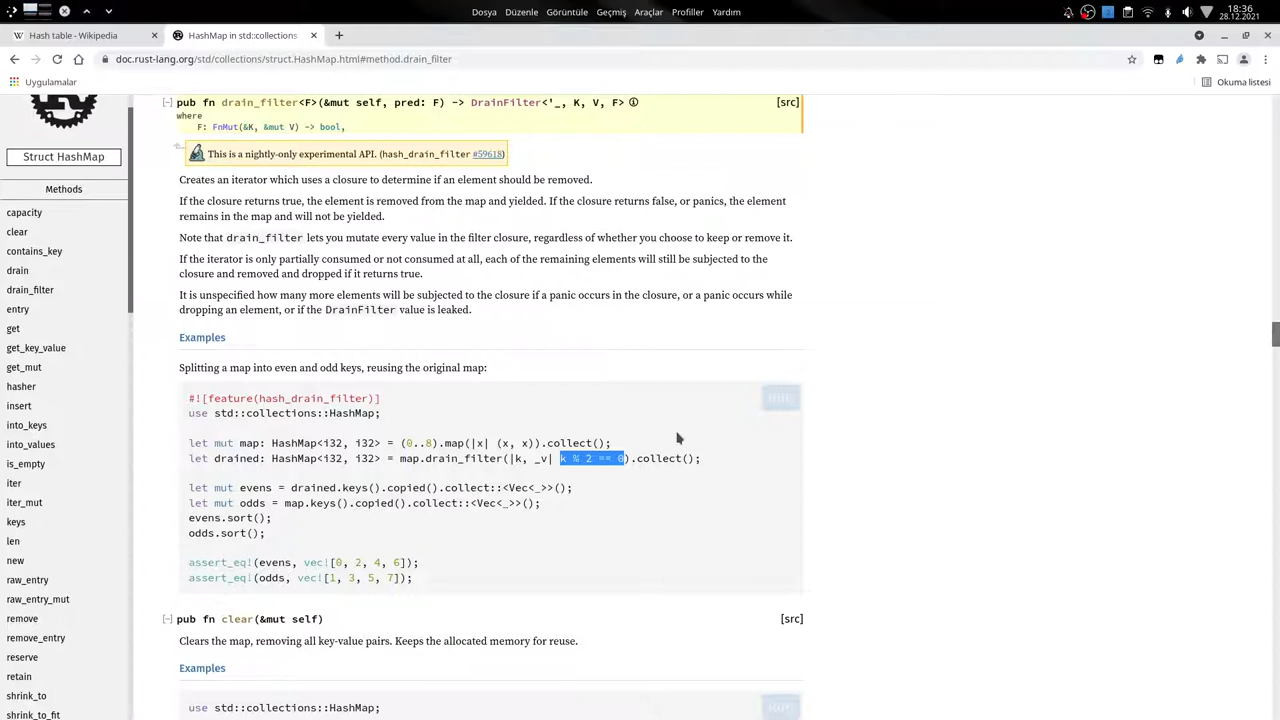 Dosya Düzenle Görüntüle Geçmiş Araçlar Profiller Yardım
18:36
28.12.2021
Hash table - Wikipedia
HashMap in std::collections
doc.rust-lang.org/std/collections/struct.HashMap.html#method.drain_filter
Uygulamalar
Okuma listesi
Struct HashMap
Methods
capacity
clear
contains_key
drain
drain_filter
entry
get
get_key_value
get_mut
hasher
insert
into_keys
into_values
is_empty
iter
iter_mut
keys
len
new
raw_entry
raw_entry_mut
remove
remove_entry
reserve
retain
shrink_to
shrink_to_fit
[-] pub fn drain_filter<F>(&mut self, pred: F) -> DrainFilter<'_, K, V, F> ⓘ [src]
where
F: FnMut(&K, &mut V) -> bool,
This is a nightly-only experimental API. (hash_drain_filter #59618)
Creates an iterator which uses a closure to determine if an element should be removed.
If the closure returns true, the element is removed from the map and yielded. If the closure returns false, or panics, the element
remains in the map and will not be yielded.
Note that drain_filter lets you mutate every value in the filter closure, regardless of whether you choose to keep or remove it.
If the iterator is only partially consumed or not consumed at all, each of the remaining elements will still be subjected to the
closure and removed and dropped if it returns true.
It is unspecified how many more elements will be subjected to the closure if a panic occurs in the closure, or a panic occurs while
dropping an element, or if the DrainFilter value is leaked.
Examples
Splitting a map into even and odd keys, reusing the original map:
#![feature(hash_drain_filter)]
Run
use std::collections::HashMap;
let mut map: HashMap<i32, i32> = (0..8).map(|x| (x, x)).collect();
let drained: HashMap<i32, i32> = map.drain_filter(|k, _v| k % 2 == 0).collect();
let mut evens = drained.keys().copied().collect::<Vec<_>>();
let mut odds = map.keys().copied().collect::<Vec<_>>();
evens.sort();
odds.sort();
assert_eq!(evens, vec![0, 2, 4, 6]);
assert_eq!(odds, vec![1, 3, 5, 7]);
[-] pub fn clear(&mut self) [src]
Clears the map, removing all key-value pairs. Keeps the allocated memory for reuse.
Examples
use std::collections::HashMap;
Run